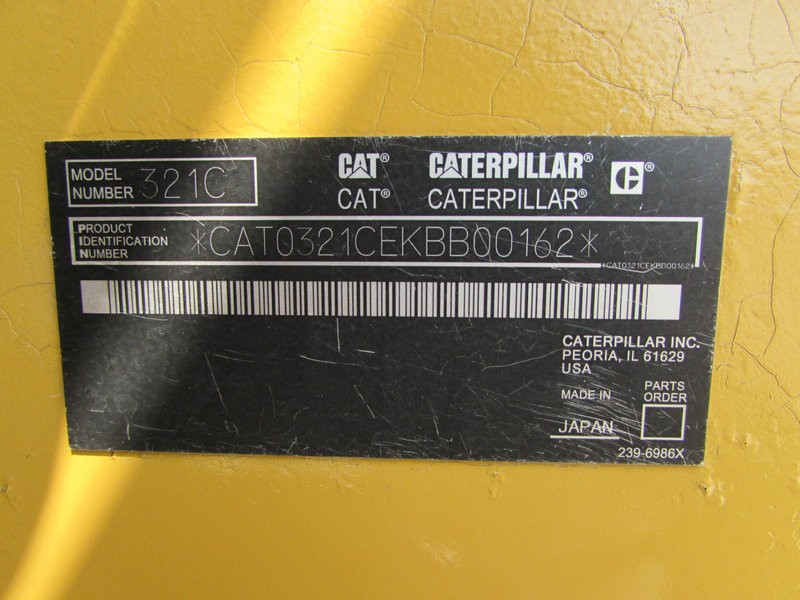 MODEL
NUMBER 321C
CAT® CATERPILLAR® C®
CAT® CATERPILLAR®
PRODUCT
IDENTIFICATION
NUMBER
*CAT0321CEKBB00162*
*CAT0321CEKBB00162*
CATERPILLAR INC.
PEORIA, IL 61629
USA
MADE IN
JAPAN
PARTS
ORDER
239-6986X